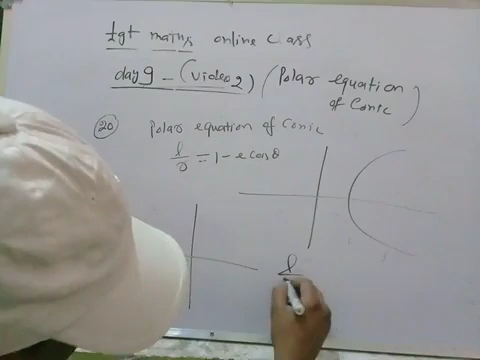 tgt maths online class
day 9 - (video 2) (Polar equation
of Conic)
20 Polar equation of Conic
l/r = 1 - e cos θ
l